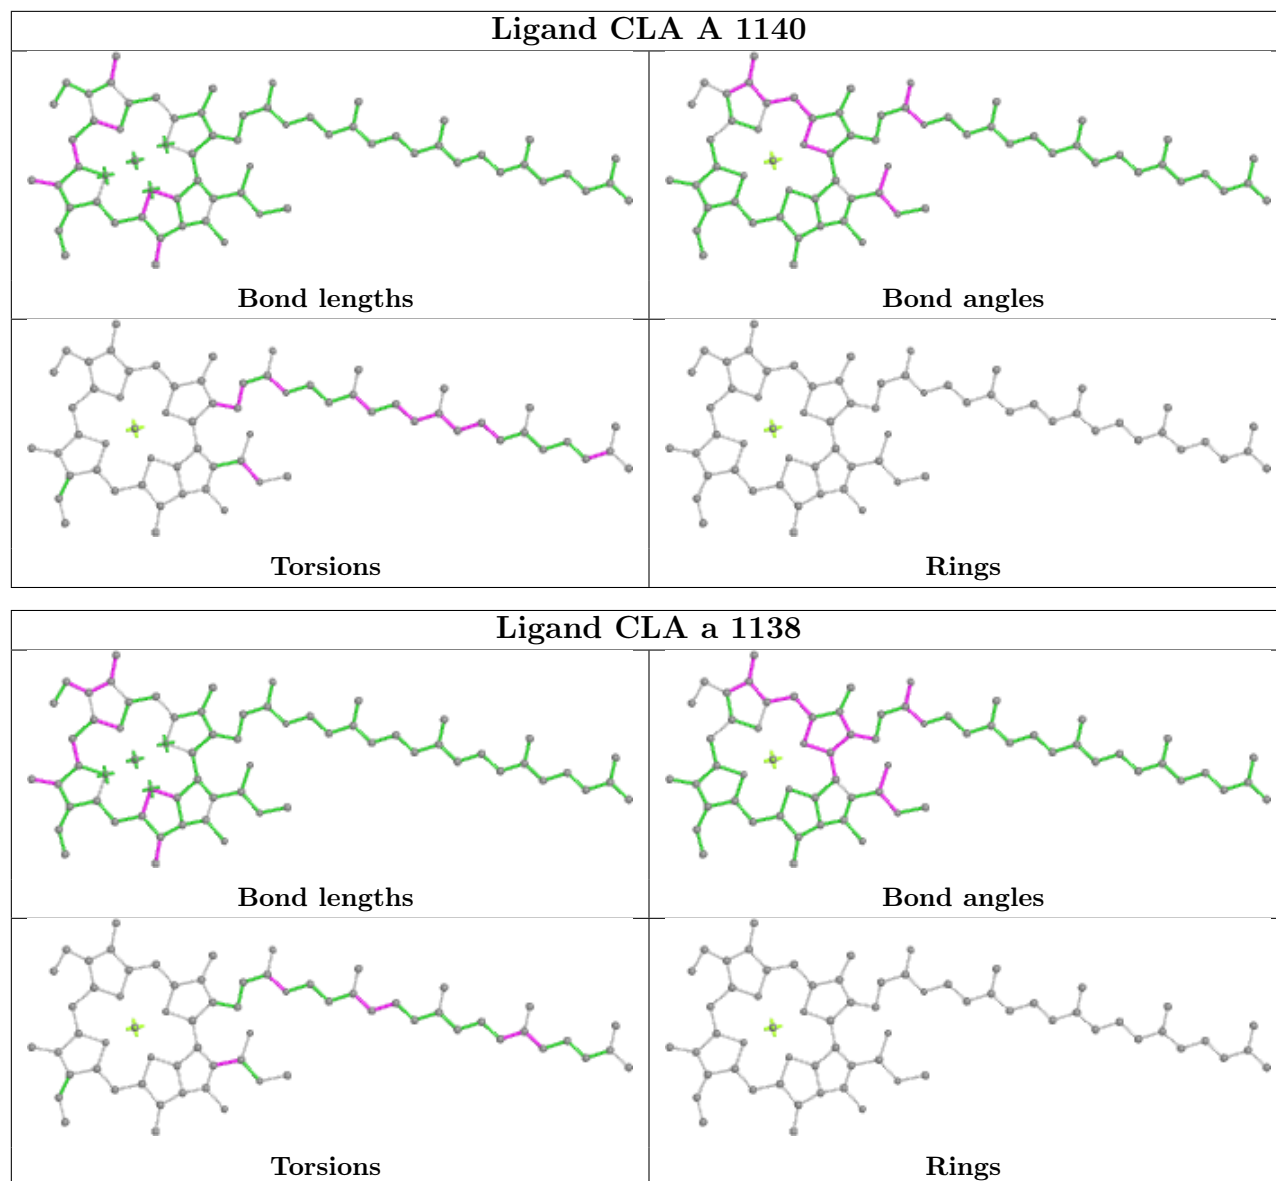 Ligand CLA A 1140
Bond lengths
Bond angles
Torsions
Rings
Ligand CLA a 1138
Bond lengths
Bond angles
Torsions
Rings